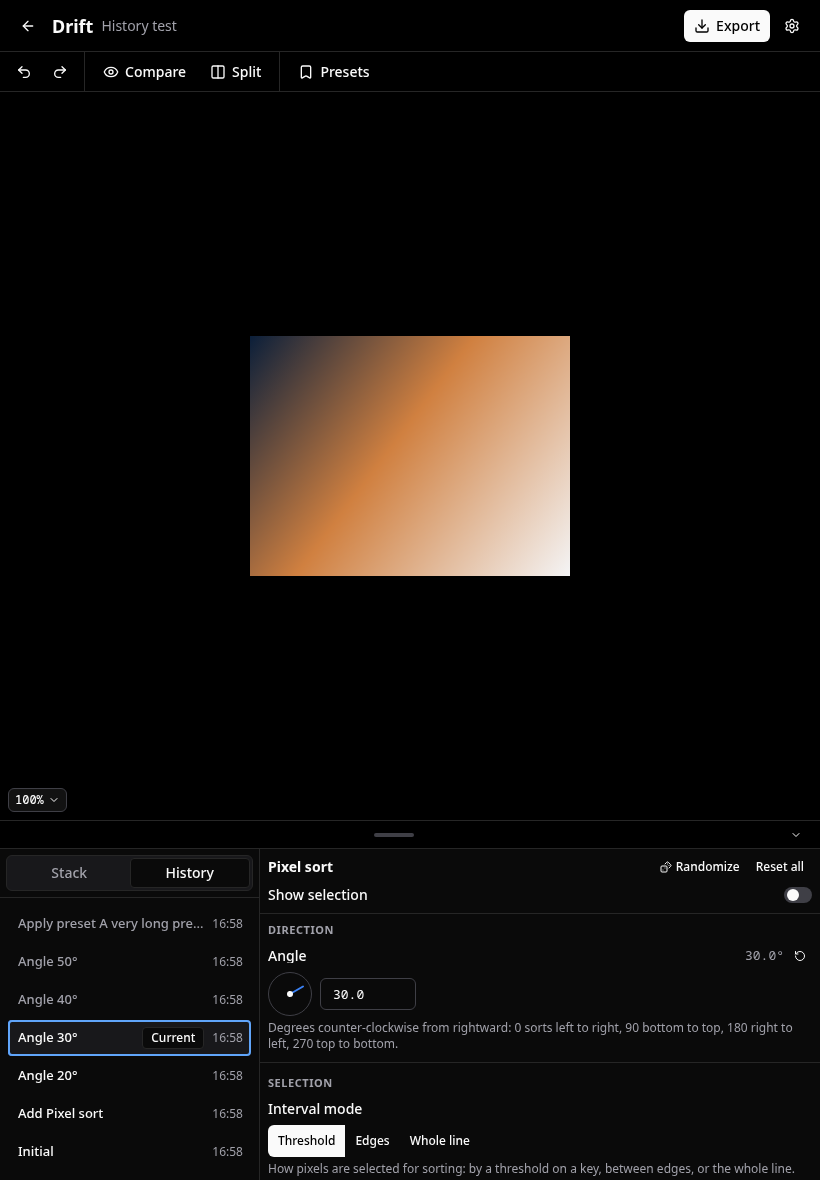 Drift History test Export
Compare Split Presets
100%
Stack History
Apply preset A very long pre... 16:58
Angle 50° 16:58
Angle 40° 16:58
Angle 30° Current 16:58
Angle 20° 16:58
Add Pixel sort 16:58
Initial 16:58
Pixel sort Randomize Reset all
Show selection
DIRECTION
Angle 30.0°
30.0
Degrees counter-clockwise from rightward: 0 sorts left to right, 90 bottom to top, 180 right to
left, 270 top to bottom.
SELECTION
Interval mode
Threshold Edges Whole line
How pixels are selected for sorting: by a threshold on a key, between edges, or the whole line.